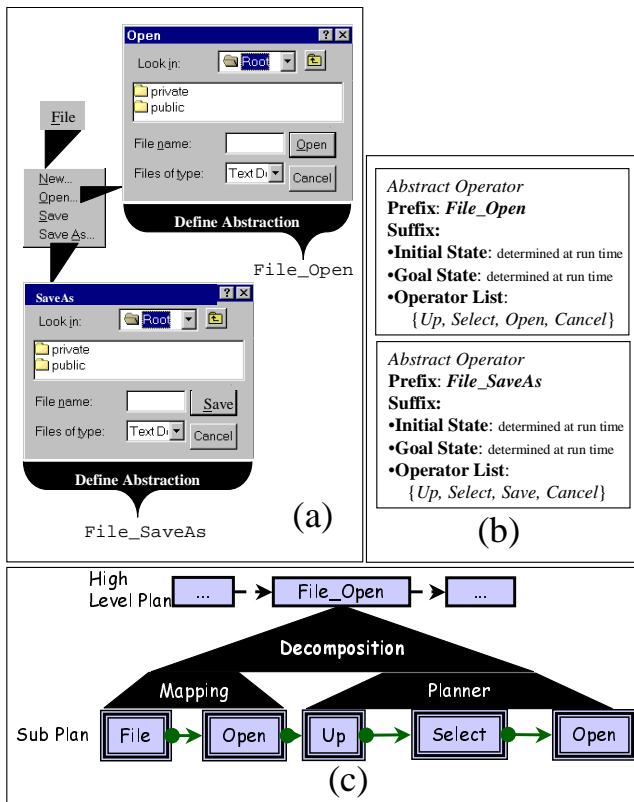 Open
Look in:
Root
private
public
File name:
Open
Files of type:
Text Do
Cancel
Define Abstraction
File_Open
File
New...
Open...
Save
Save As...
SaveAs
Look in:
Root
private
public
File name:
Save
Files of type:
Text Do
Cancel
Define Abstraction
File_SaveAs
(a)
Abstract Operator
Prefix: File_Open
Suffix:
•Initial State: determined at run time
•Goal State: determined at run time
•Operator List:
{Up, Select, Open, Cancel}
Abstract Operator
Prefix: File_SaveAs
Suffix:
•Initial State: determined at run time
•Goal State: determined at run time
•Operator List:
{Up, Select, Save, Cancel}
(b)
High
Level Plan
...
File_Open
...
Decomposition
Mapping
Planner
Sub Plan
File
Open
Up
Select
Open
(c)